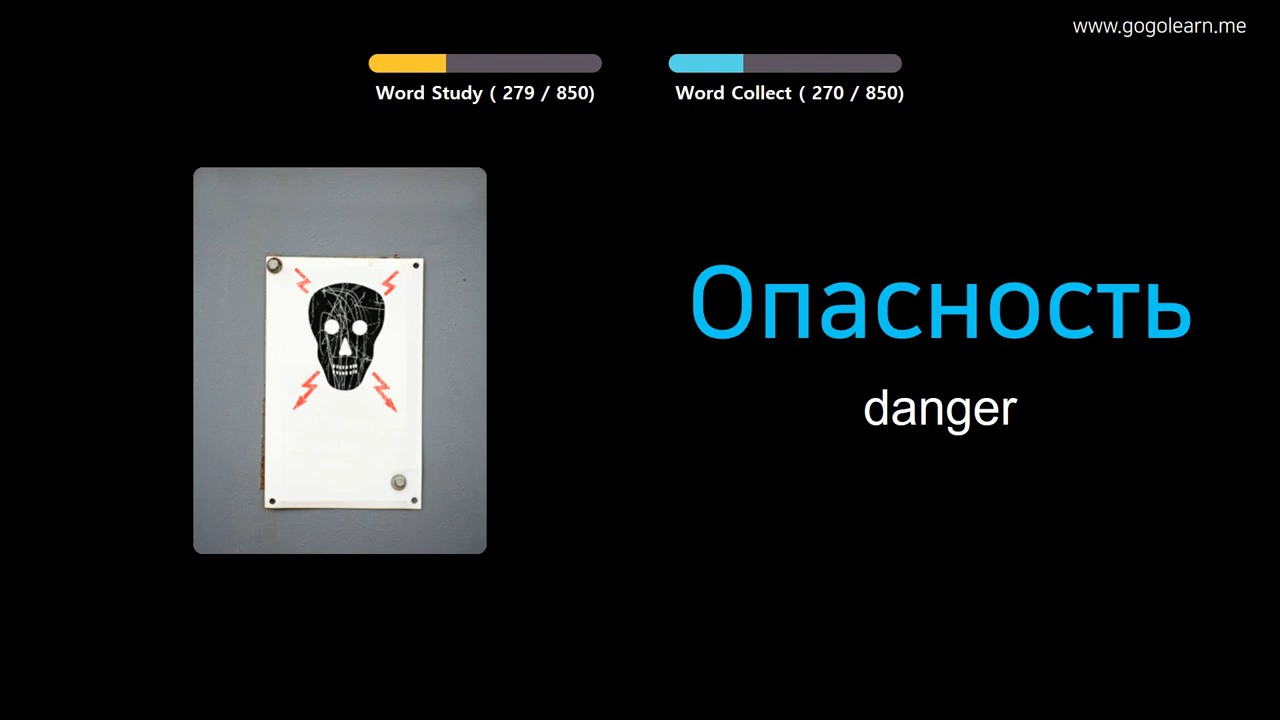 www.gogolearn.me
Word Study ( 279 / 850)
Word Collect ( 270 / 850)
Опасность
danger